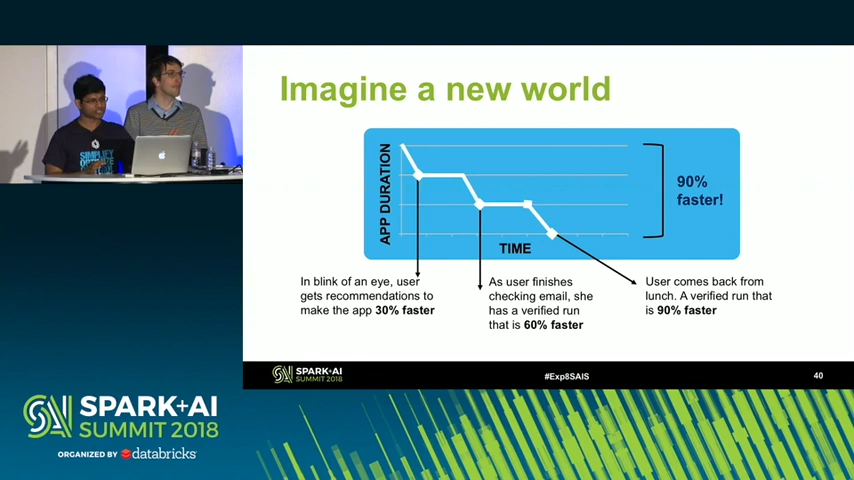 Imagine a new world
APP DURATION
TIME
90%
faster!
In blink of an eye, user
gets recommendations to
make the app 30% faster
As user finishes
checking email, she
has a verified run
that is 60% faster
User comes back from
lunch. A verified run that
is 90% faster
SIMPLIFY
SPARK+AI
SUMMIT 2018
#Exp8SAIS
40
SPARK+AI
SUMMIT 2018
ORGANIZED BY databricks